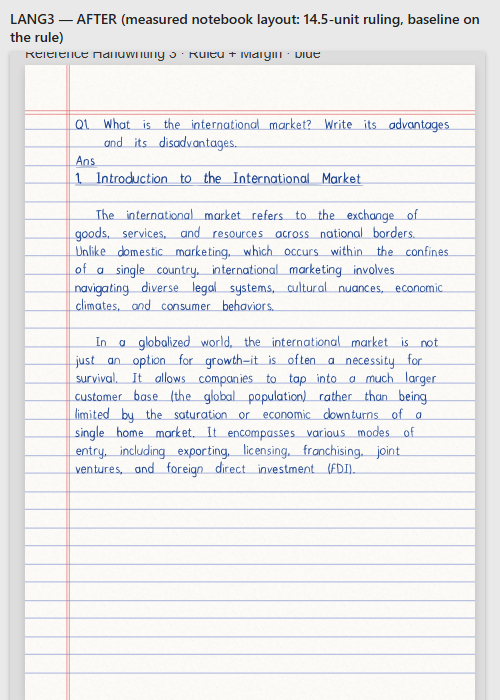 LANG3 — AFTER (measured notebook layout: 14.5-unit ruling, baseline on
the rule)
Reference Handwriting 3 · Ruled + Margin · blue
Q1. What is the international market? Write its advantages
and its disadvantages.
Ans
1. Introduction to the International Market
The international market refers to the exchange of
goods, services, and resources across national borders.
Unlike domestic marketing, which occurs within the confines
of a single country, international marketing involves
navigating diverse legal systems, cultural nuances, economic
climates, and consumer behaviors.
In a globalized world, the international market is not
just an option for growth—it is often a necessity for
survival. It allows companies to tap into a much larger
customer base (the global population) rather than being
limited by the saturation or economic downturns of a
single home market. It encompasses various modes of
entry, including exporting, licensing, franchising, joint
ventures, and foreign direct investment (FDI).